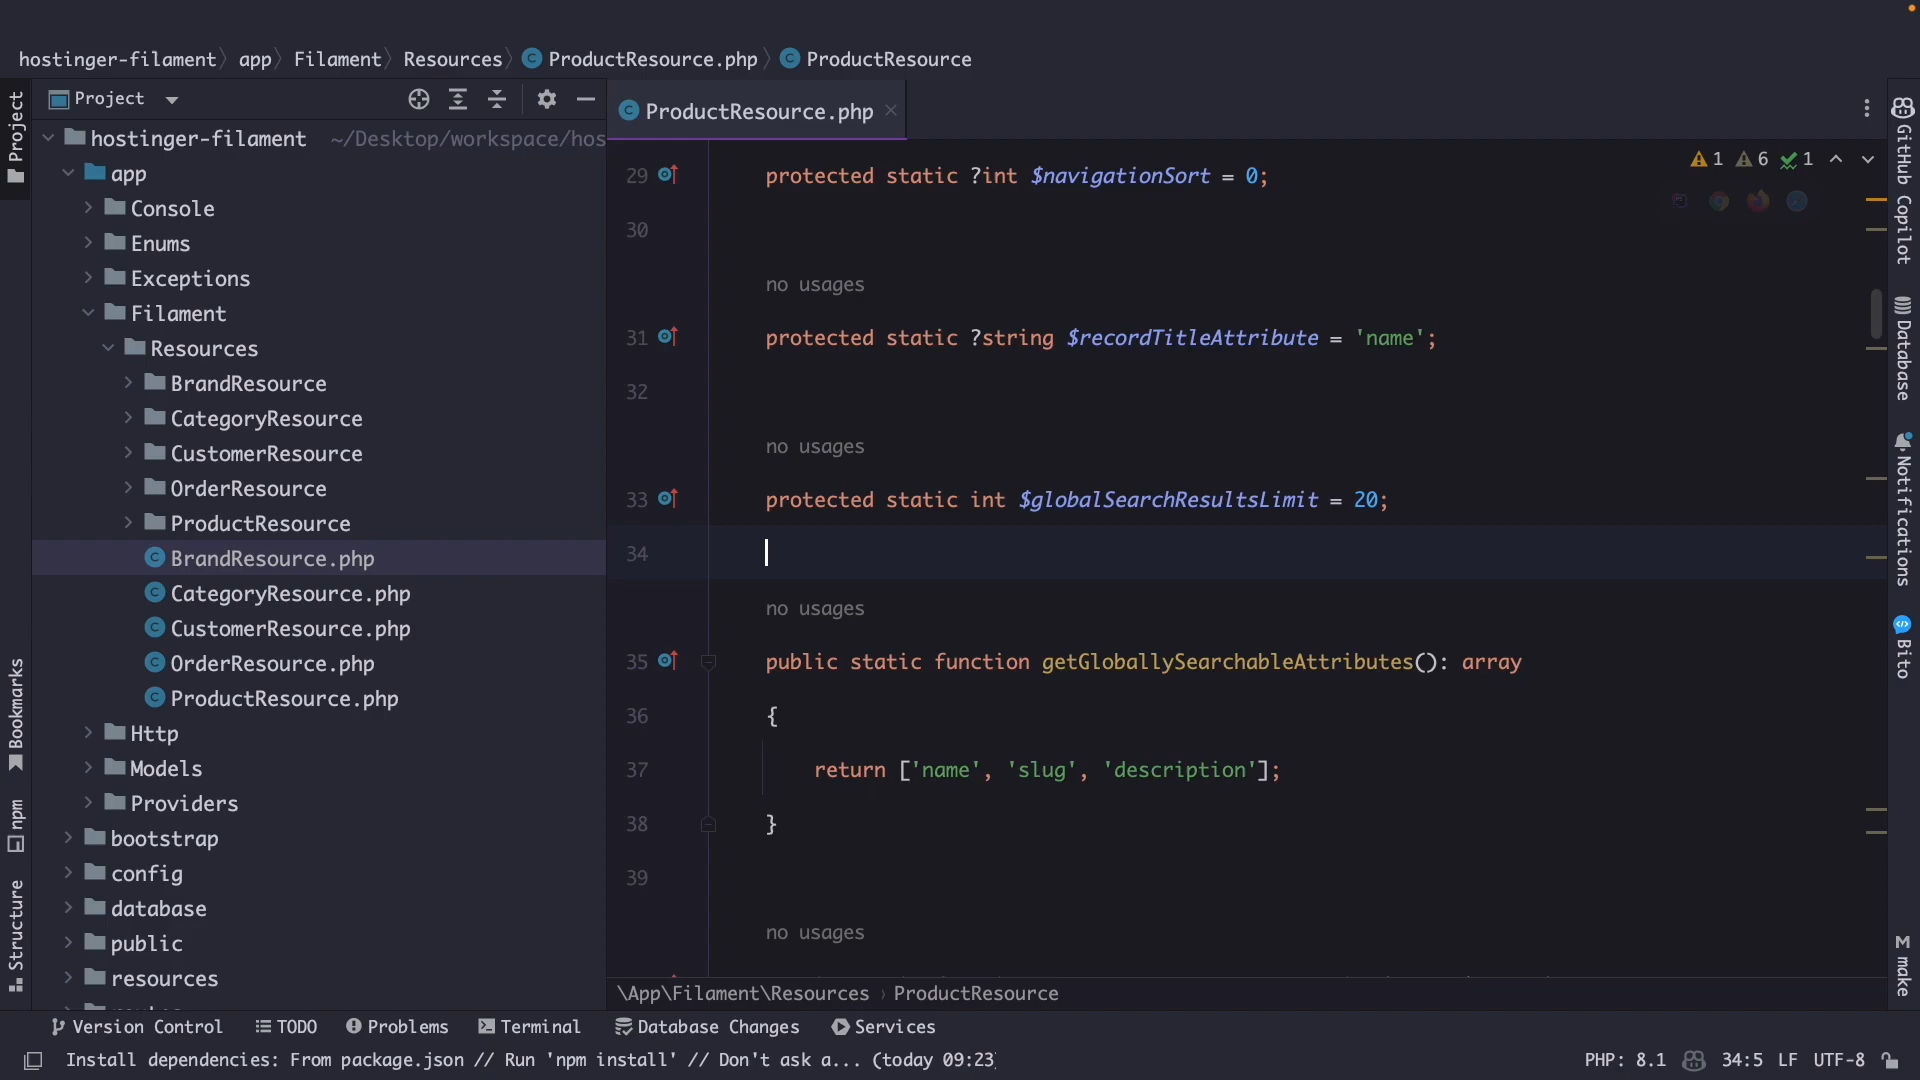 hostinger-filament app Filament Resources ProductResource.php ProductResource
Project
Project
hostinger-filament ~/Desktop/workspace/hos
app
Console
Enums
Exceptions
Filament
Resources
BrandResource
CategoryResource
CustomerResource
OrderResource
ProductResource
BrandResource.php
CategoryResource.php
CustomerResource.php
OrderResource.php
ProductResource.php
Http
Models
Providers
bootstrap
config
database
public
resources
Bookmarks
npm
Structure
ProductResource.php
1 6 1
29 protected static ?int $navigationSort = 0;
30
no usages
31 protected static ?string $recordTitleAttribute = 'name';
32
no usages
33 protected static int $globalSearchResultsLimit = 20;
34
no usages
35 public static function getGloballySearchableAttributes(): array
36 {
37 return ['name', 'slug', 'description'];
38 }
39
no usages
\App\Filament\Resources › ProductResource
GitHub Copilot
Database
Notifications
Bito
M make
Version Control TODO Problems Terminal Database Changes Services
Install dependencies: From package.json // Run 'npm install' // Don't ask a... (today 09:23)
PHP: 8.1 34:5 LF UTF-8